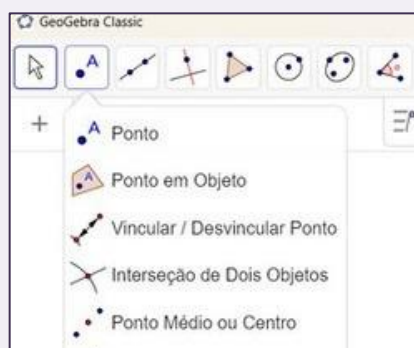 GeoGebra Classic
A
A
Ponto
A
Ponto em Objeto
Vincular / Desvincular Ponto
Interseção de Dois Objetos
Ponto Médio ou Centro